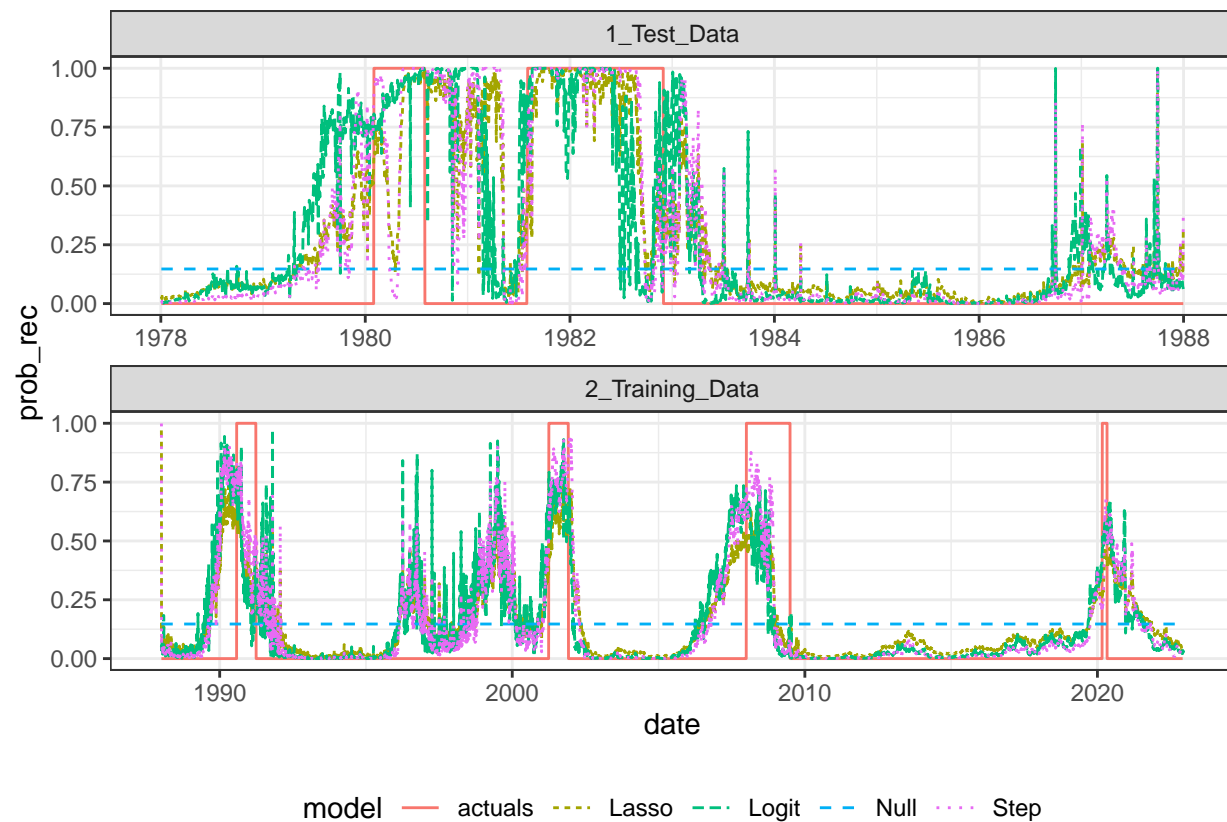 1_Test_Data
1.00
0.75
0.50
0.25
0.00
1978 1980 1982 1984 1986 1988
prob_rec
2_Training_Data
1.00
0.75
0.50
0.25
0.00
1990 2000 2010 2020
date
model actuals Lasso Logit Null Step